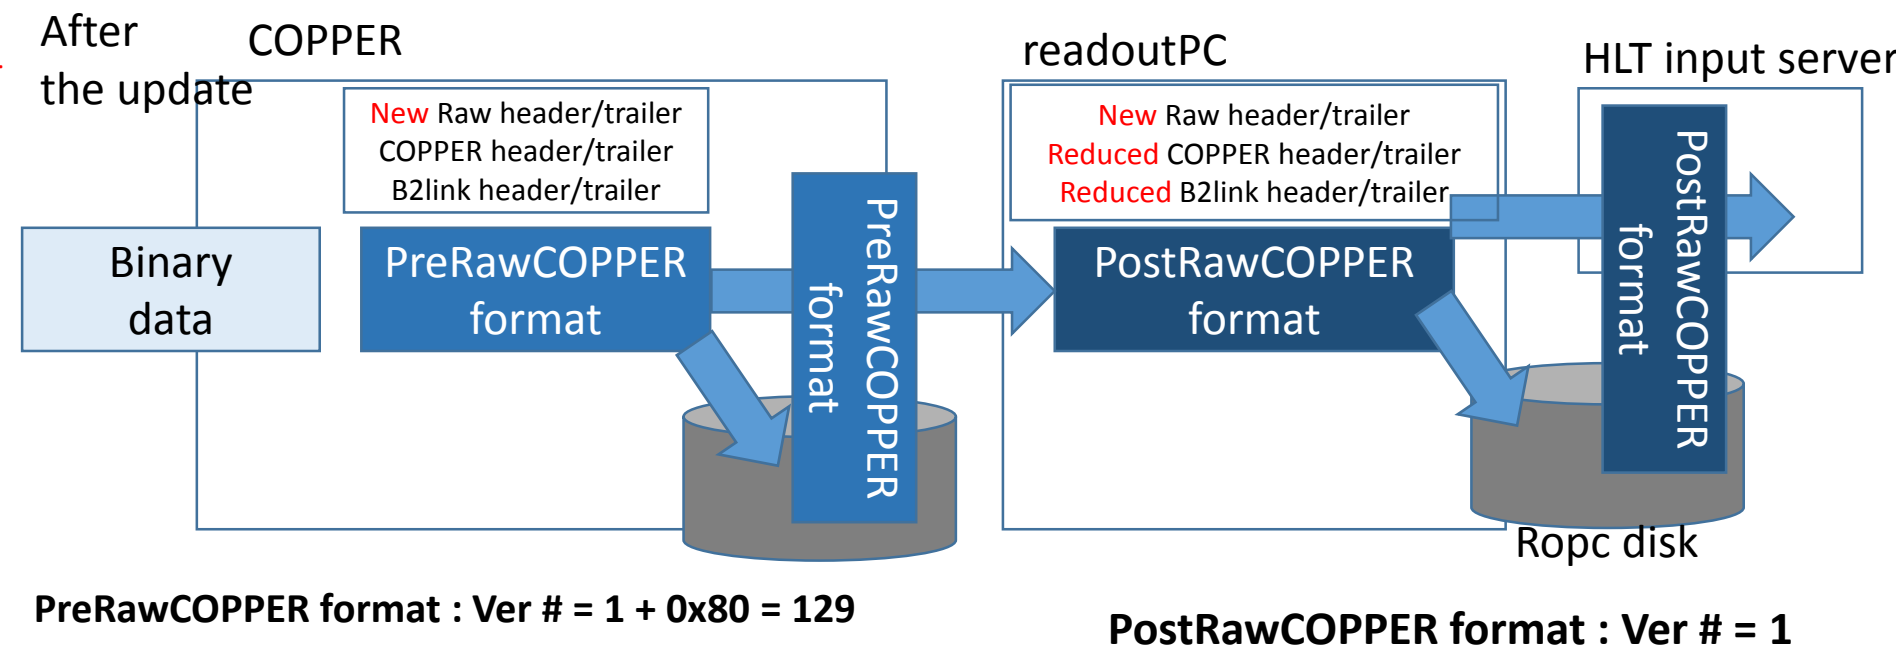 After
the update
COPPER
New Raw header/trailer
COPPER header/trailer
B2link header/trailer
Binary
data
PreRawCOPPER
format
PreRawCOPPER
format
readoutPC
New Raw header/trailer
Reduced COPPER header/trailer
Reduced B2link header/trailer
PostRawCOPPER
format
HLT input server
PostRawCOPPER
format
Ropc disk
PreRawCOPPER format : Ver # = 1 + 0x80 = 129
PostRawCOPPER format : Ver # = 1